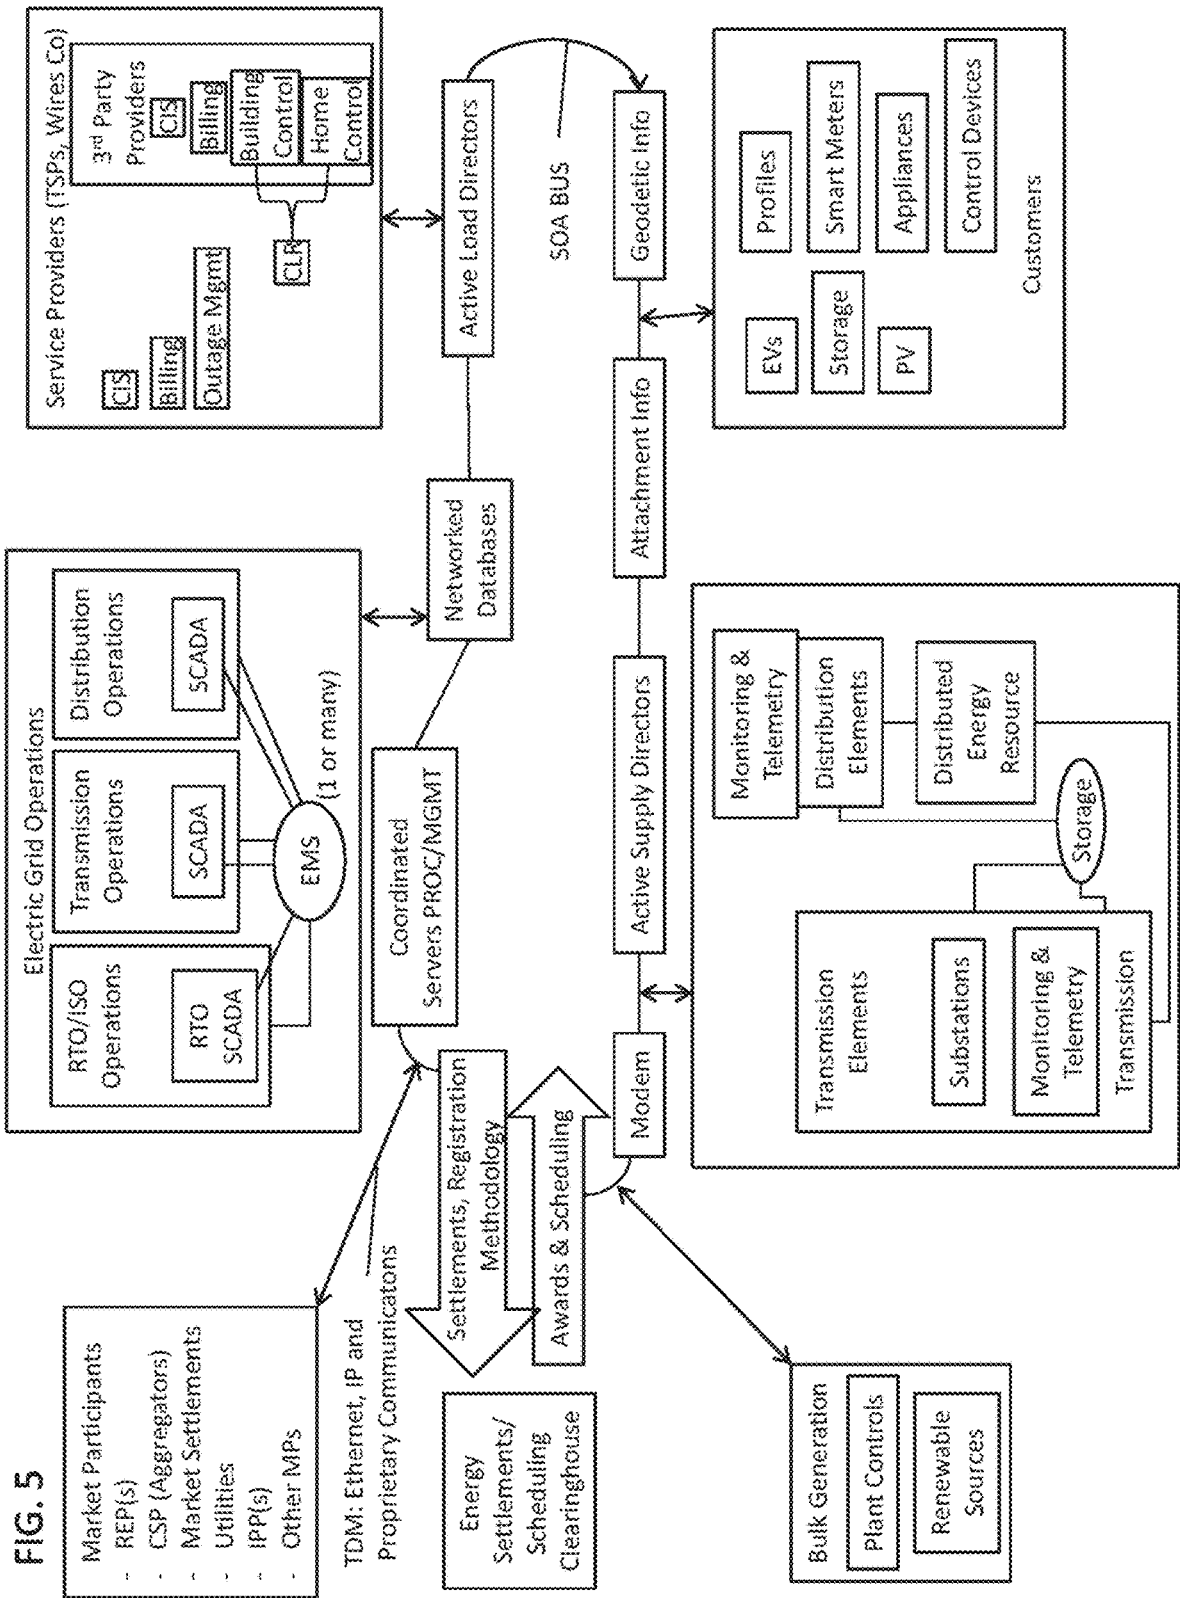 FIG. 5
Market Participants
- REP(s)
- CSP (Aggregators)
- Market Settlements
- Utilities
- IPP(s)
- Other MPs
TDM: Ethernet, IP and
Proprietary Communicatons
Energy
Settlements/
Scheduling
Clearinghouse
Bulk Generation
Plant Controls
Renewable
Sources
Settlements, Registration
Methodology
Awards & Scheduling
Electric Grid Operations
RTO/ISO
Operations
RTO
SCADA
Transmission
Operations
SCADA
Distribution
Operations
SCADA
EMS
(1 or many)
Coordinated
Servers PROC/MGMT
Networked
Databases
Active Load Directors
SOA BUS
Modem
Active Supply Directors
Attachment Info
Geodetic Info
Transmission
Elements
Substations
Monitoring &
Telemetry
Transmission
Storage
Monitoring &
Telemetry
Distribution
Elements
Distributed
Energy
Resource
Service Providers (TSPs, Wires Co)
CIS
Billing
Outage Mgmt
CLR
3rd Party
Providers
CIS
Billing
Building
Control
Home
Control
EVs
Storage
PV
Profiles
Smart Meters
Appliances
Control Devices
Customers